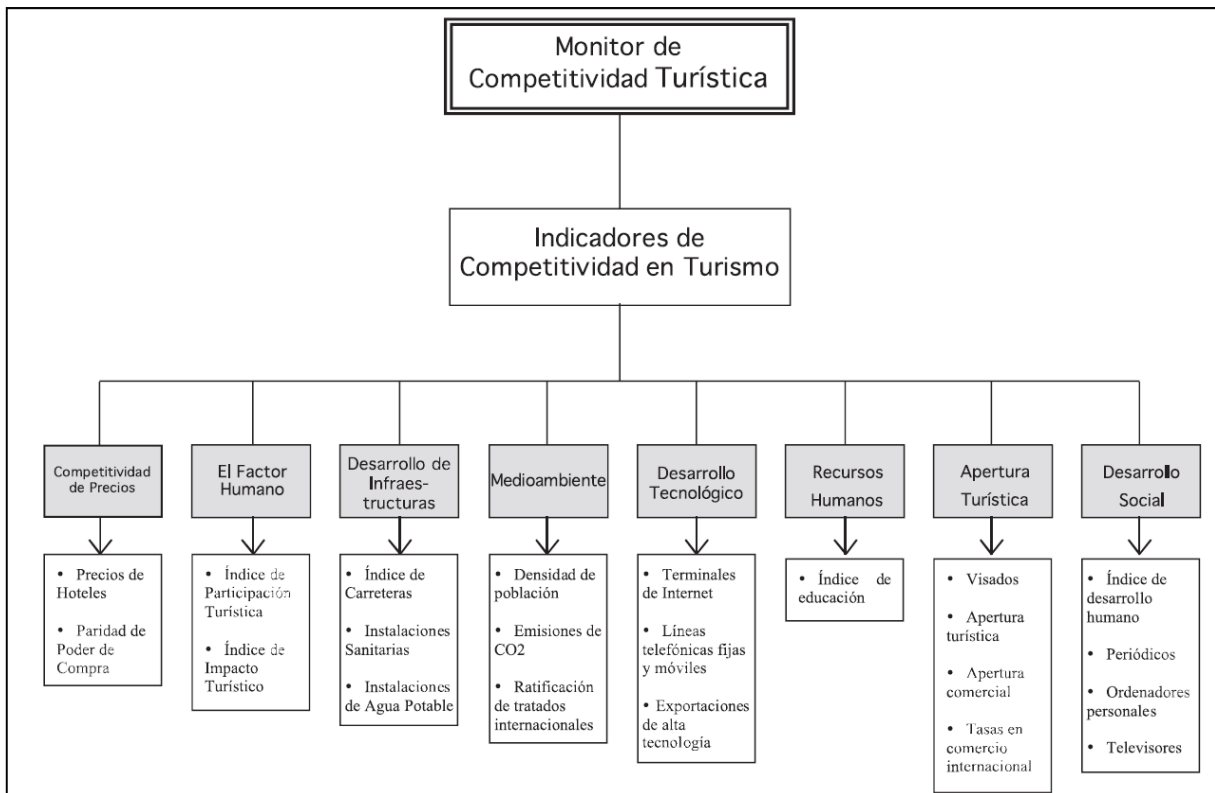 Monitor de
Competitividad Turística
Indicadores de
Competitividad en Turismo
Competitividad
de Precios
El Factor
Humano
Desarrollo de
Infraes-
tructuras
Medioambiente
Desarrollo
Tecnológico
Recursos
Humanos
Apertura
Turística
Desarrollo
Social
• Precios de
Hoteles
• Paridad de
Poder de
Compra
• Índice de
Participación
Turística
• Índice de
Impacto
Turístico
• Índice de
Carreteras
• Instalaciones
Sanitarias
• Instalaciones
de Agua Potable
• Densidad de
población
• Emisiones de
CO2
• Ratificación
de tratados
internacionales
• Terminales
de Internet
• Líneas
telefónicas fijas
y móviles
• Exportaciones
de alta
tecnología
• Índice de
educación
• Visados
• Apertura
turística
• Apertura
comercial
• Tasas en
comercio
internacional
• Índice de
desarrollo
humano
• Periódicos
• Ordenadores
personales
• Televisores